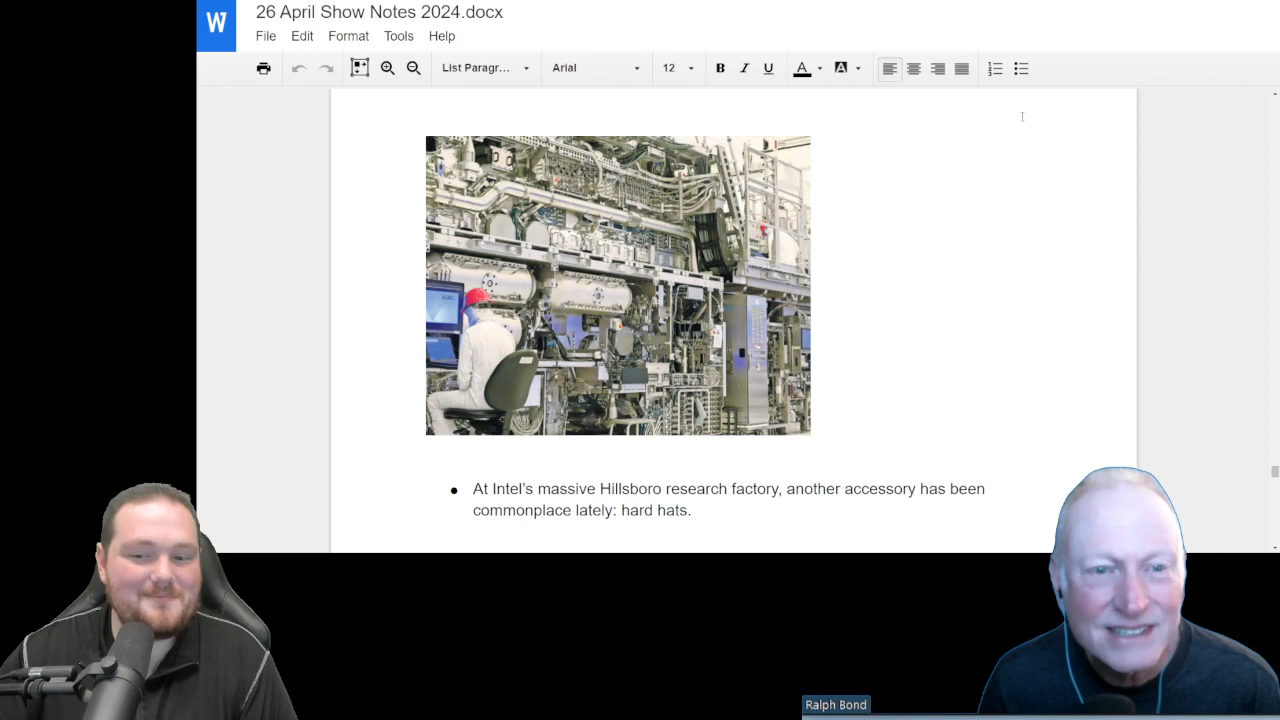 W
26 April Show Notes 2024.docx
File Edit Format Tools Help
List Paragr... Arial 12 B I U A A
At Intel’s massive Hillsboro research factory, another accessory has been
commonplace lately: hard hats.
Ralph Bond